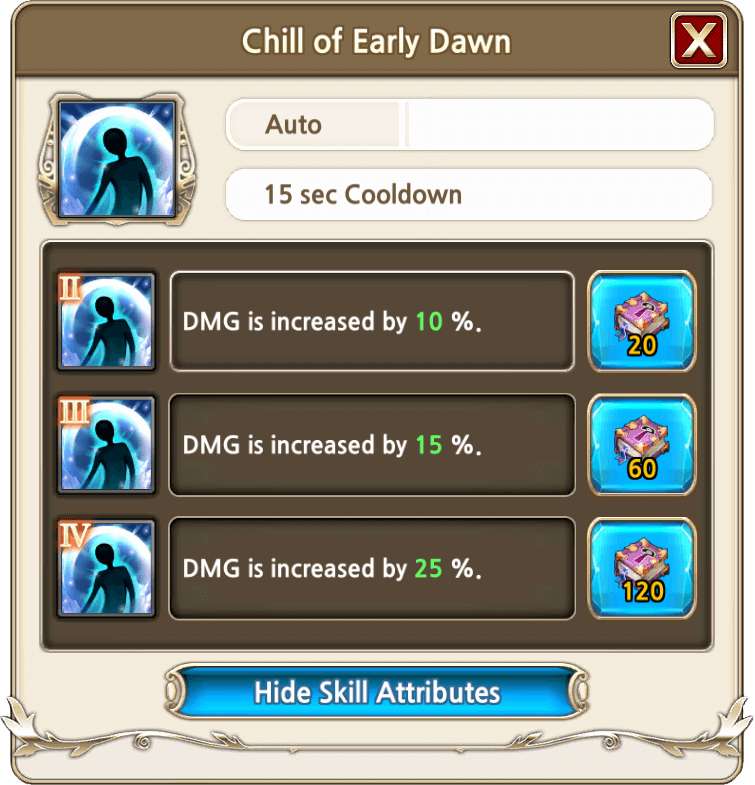 Chill of Early Dawn
X
Auto
15 sec Cooldown
II
DMG is increased by 10 %.
20
III
DMG is increased by 15 %.
60
IV
DMG is increased by 25 %.
120
Hide Skill Attributes